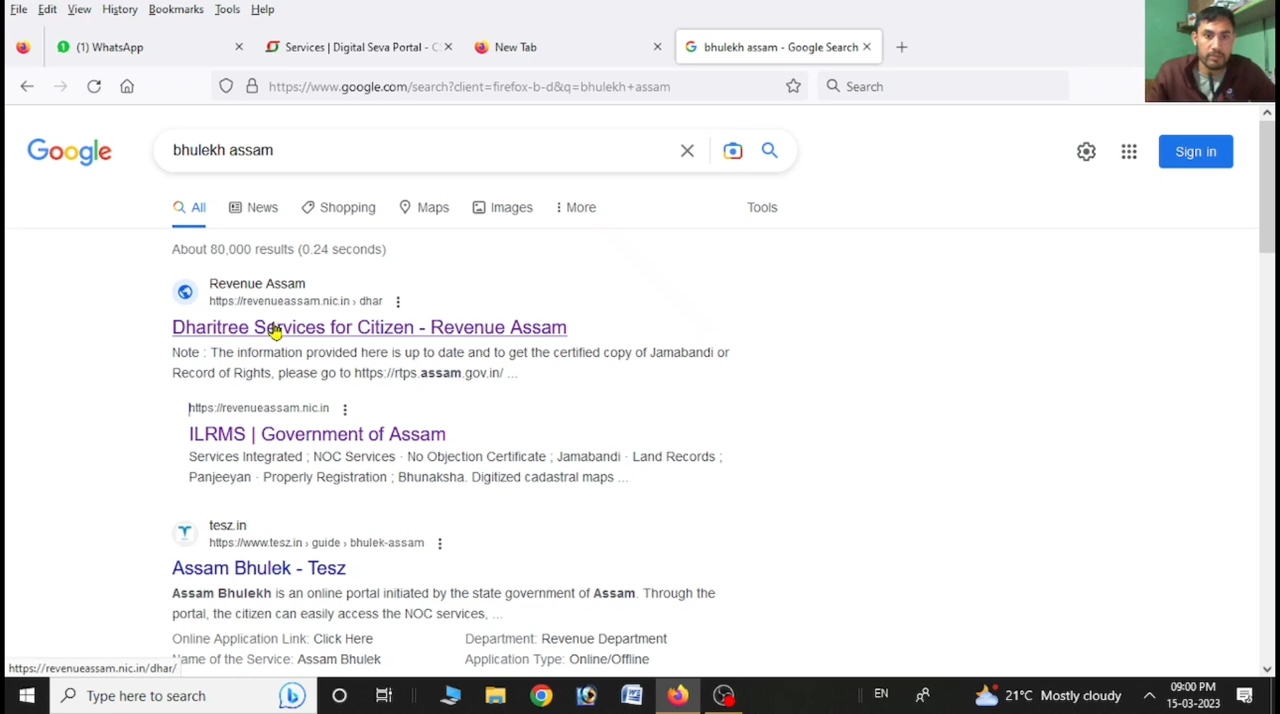 File Edit View History Bookmarks Tools Help
(1) WhatsApp
Services | Digital Seva Portal - C
New Tab
bhulekh assam - Google Search
https://www.google.com/search?client=firefox-b-d&q=bhulekh+assam
Search
Google
bhulekh assam
Sign in
All News Shopping Maps Images More Tools
About 80,000 results (0.24 seconds)
Revenue Assam
https://revenueassam.nic.in › dhar
Dharitree Services for Citizen - Revenue Assam
Note : The information provided here is up to date and to get the certified copy of Jamabandi or
Record of Rights, please go to https://rtps.assam.gov.in/ ...
https://revenueassam.nic.in
ILRMS | Government of Assam
Services Integrated ; NOC Services · No Objection Certificate ; Jamabandi · Land Records ;
Panjeeyan · Properly Registration ; Bhunaksha. Digitized cadastral maps ...
tesz.in
https://www.tesz.in › guide › bhulek-assam
Assam Bhulek - Tesz
Assam Bhulekh is an online portal initiated by the state government of Assam. Through the
portal, the citizen can easily access the NOC services, ...
Online Application Link: Click Here Department: Revenue Department
Name of the Service: Assam Bhulek Application Type: Online/Offline
https://revenueassam.nic.in/dhar/
Type here to search
EN
21°C Mostly cloudy
09:00 PM
15-03-2023